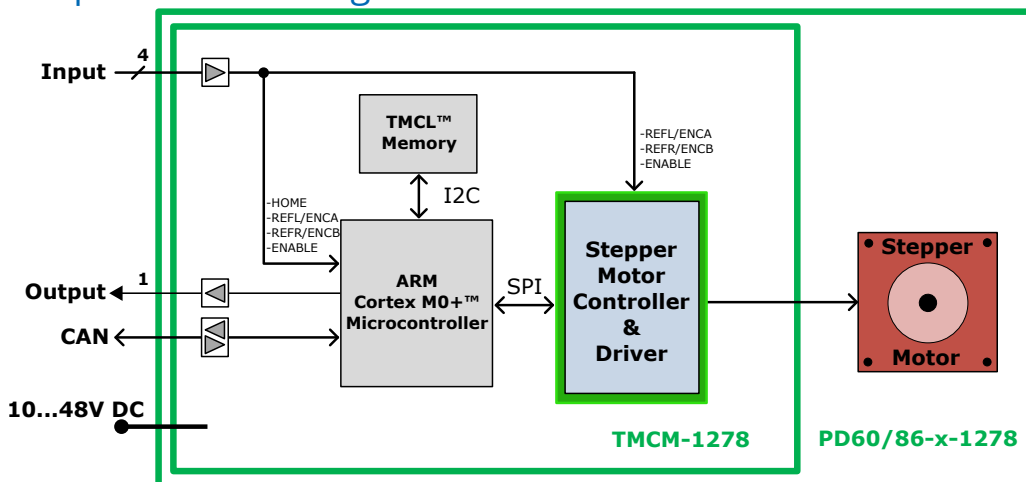 4
Input
TMCL™
Memory
-REFL/ENCA
-REFR/ENCB
-ENABLE
I2C
-HOME
-REFL/ENCA
-REFR/ENCB
-ENABLE
Stepper
Motor
Controller
&
Driver
Stepper
Motor
ARM
Cortex M0+™
Microcontroller
SPI
1
Output
CAN
10...48V DC
TMCM-1278
PD60/86-x-1278